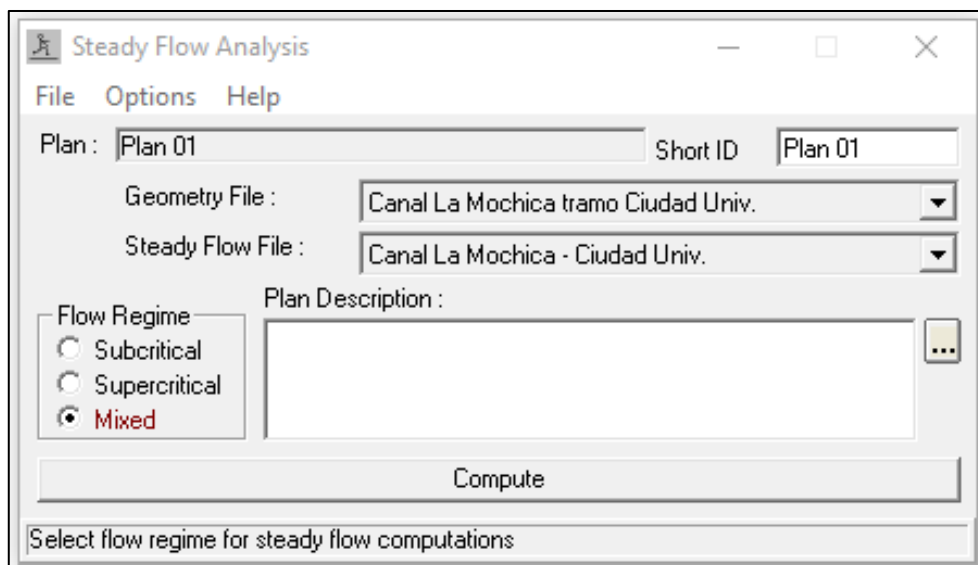 Steady Flow Analysis
File Options Help
Plan : Plan 01 Short ID Plan 01
Geometry File : Canal La Mochica tramo Ciudad Univ.
Steady Flow File : Canal La Mochica - Ciudad Univ.
Plan Description :
Flow Regime
Subcritical
Supercritical
Mixed
...
Compute
Select flow regime for steady flow computations